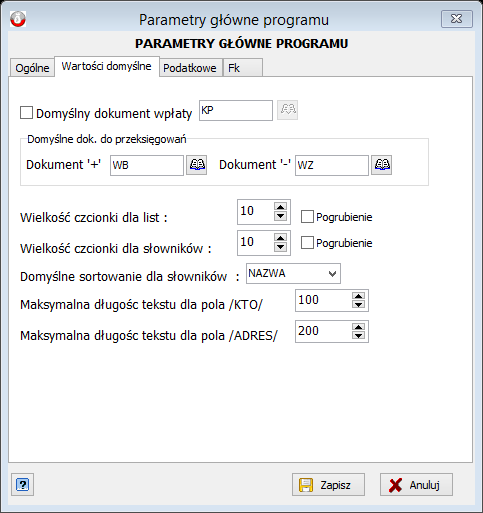 Parametry główne programu
PARAMETRY GŁÓWNE PROGRAMU
Ogólne Wartości domyślne Podatkowe Fk
Domyślny dokument wpłaty KP
Domyślne dok. do przeksięgowań
Dokument '+' WB Dokument '-' WZ
Wielkość czcionki dla list : 10 Pogrubienie
Wielkość czcionki dla słowników : 10 Pogrubienie
Domyślne sortowanie dla słowników : NAZWA
Maksymalna długośc tekstu dla pola /KTO/ 100
Maksymalna długośc tekstu dla pola /ADRES/ 200
? Zapisz Anuluj